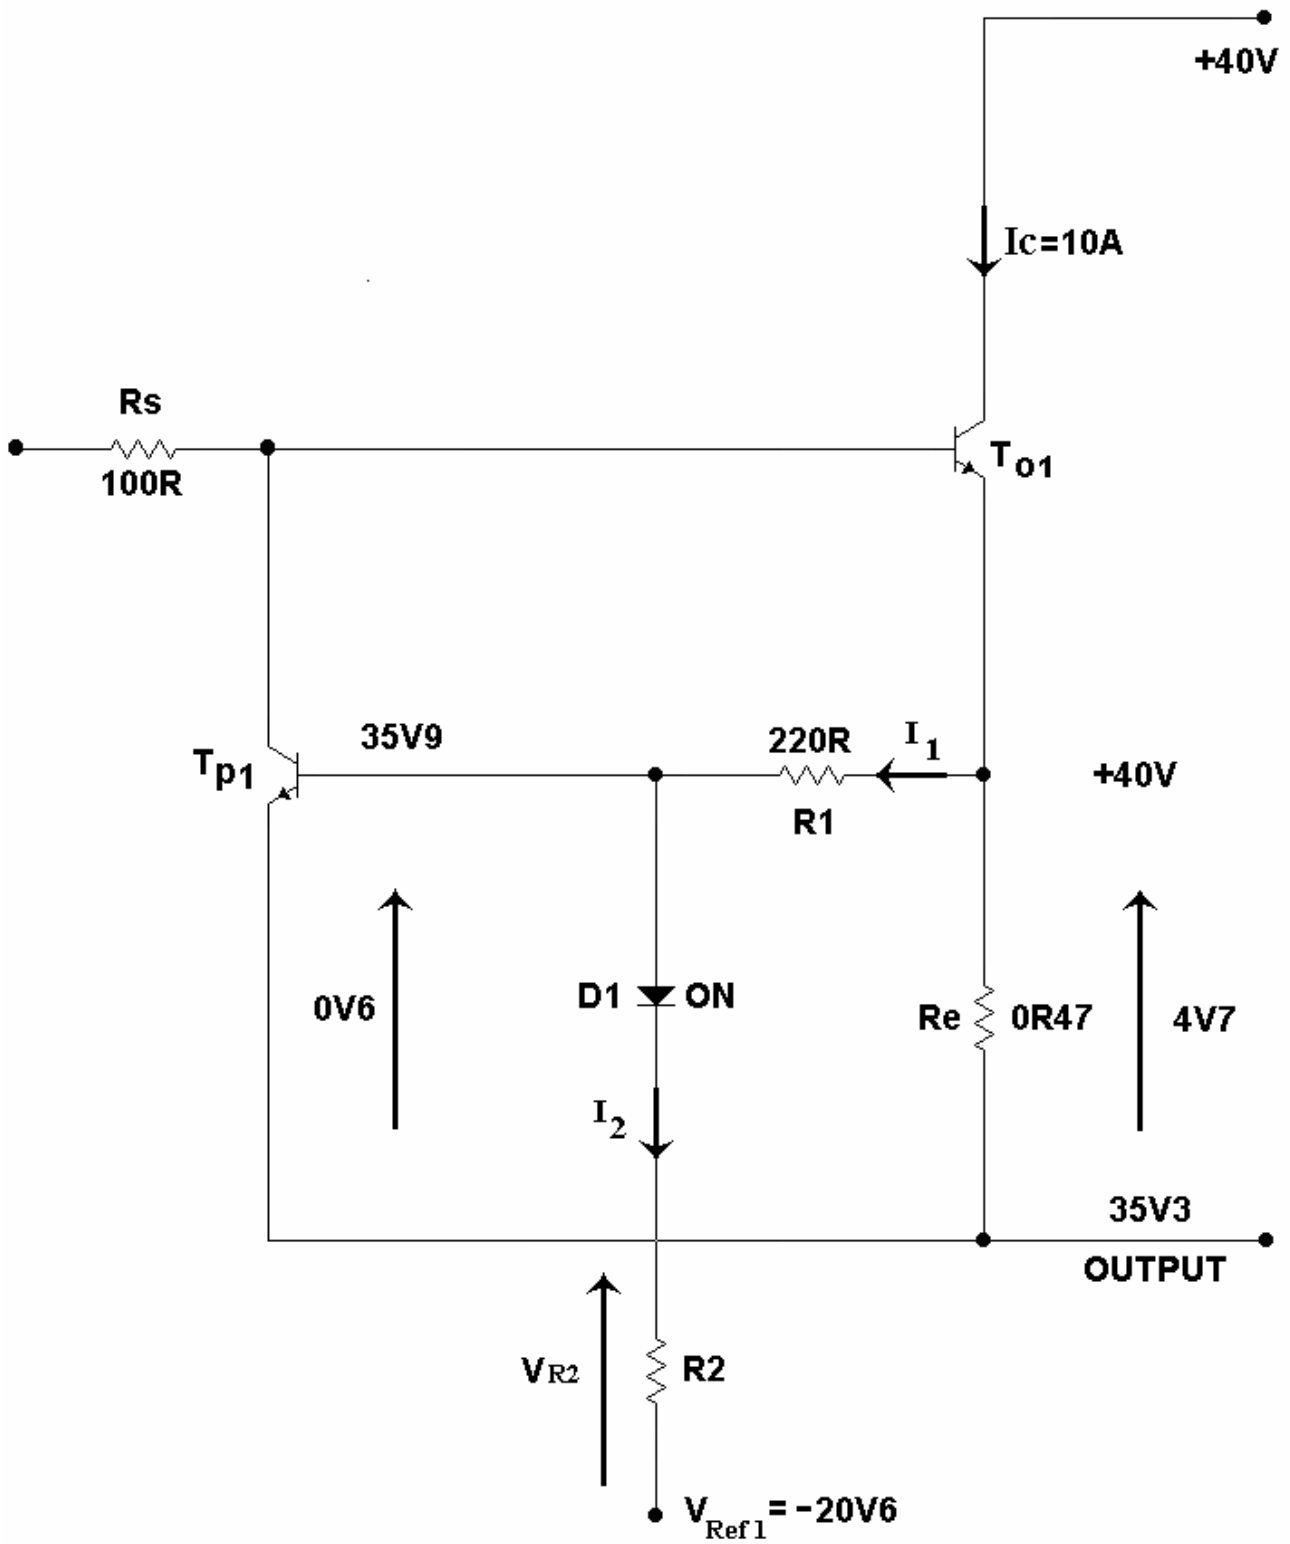 +40V
Ic=10A
Rs
100R
To1
35V9
220R
I1
Tp1
+40V
R1
0V6
D1
ON
Re
0R47
4V7
I2
35V3
OUTPUT
VR2
R2
VRef1 = -20V6